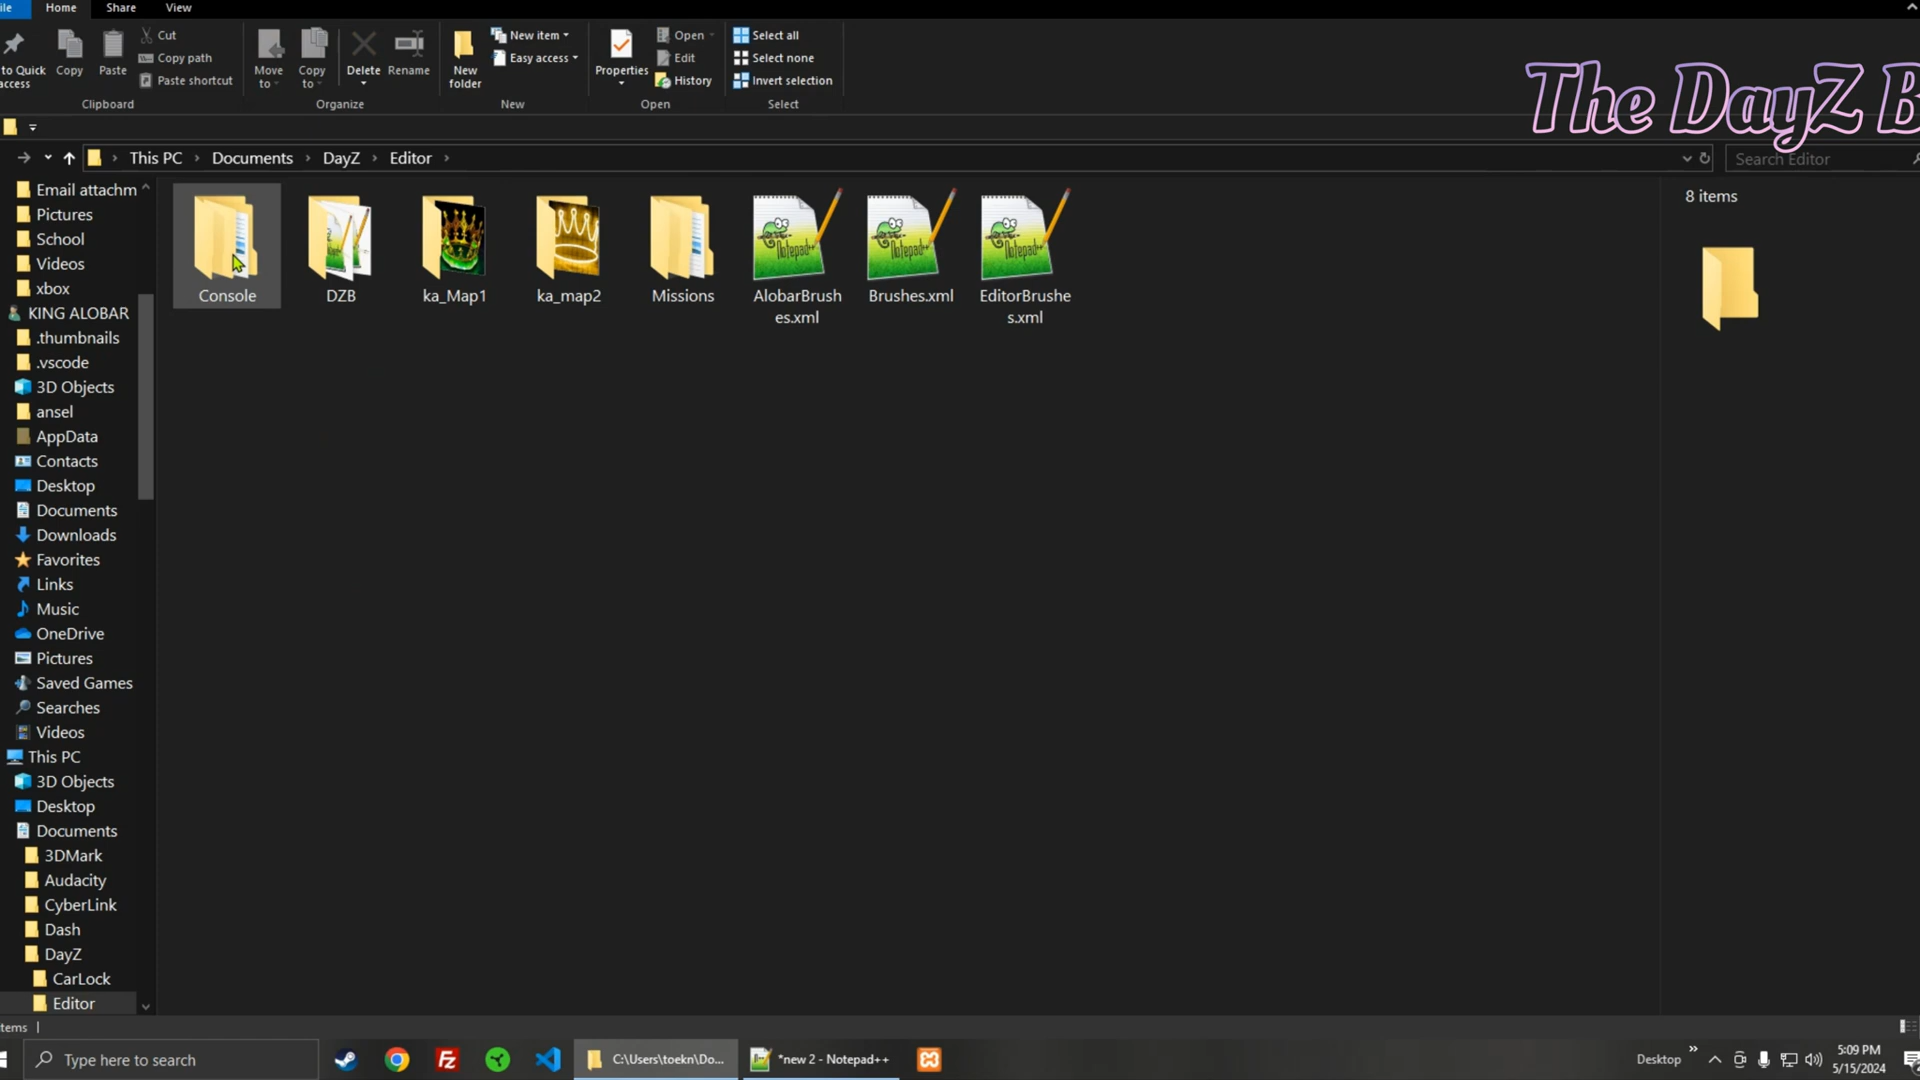 ile Home Share View
to Quick access
Copy
Paste
Cut
Copy path
Paste shortcut
Clipboard
Move to
Copy to
Delete
Rename
Organize
New folder
New item
Easy access
New
Properties
Open
Edit
History
Open
Select all
Select none
Invert selection
Select
The DayZ B
This PC > Documents > DayZ > Editor >
Search Editor
Email attachm
Pictures
School
Videos
xbox
KING ALOBAR
.thumbnails
.vscode
3D Objects
ansel
AppData
Contacts
Desktop
Documents
Downloads
Favorites
Links
Music
OneDrive
Pictures
Saved Games
Searches
Videos
This PC
3D Objects
Desktop
Documents
3DMark
Audacity
CyberLink
Dash
DayZ
CarLock
Editor
Console
DZB
ka_Map1
ka_map2
Missions
Notepad++
AlobarBrush
es.xml
Notepad++
Brushes.xml
Notepad++
EditorBrushe
s.xml
8 items
tems
Type here to search
C:\Users\toekn\Do...
*new 2 - Notepad++
Desktop
5:09 PM
5/15/2024